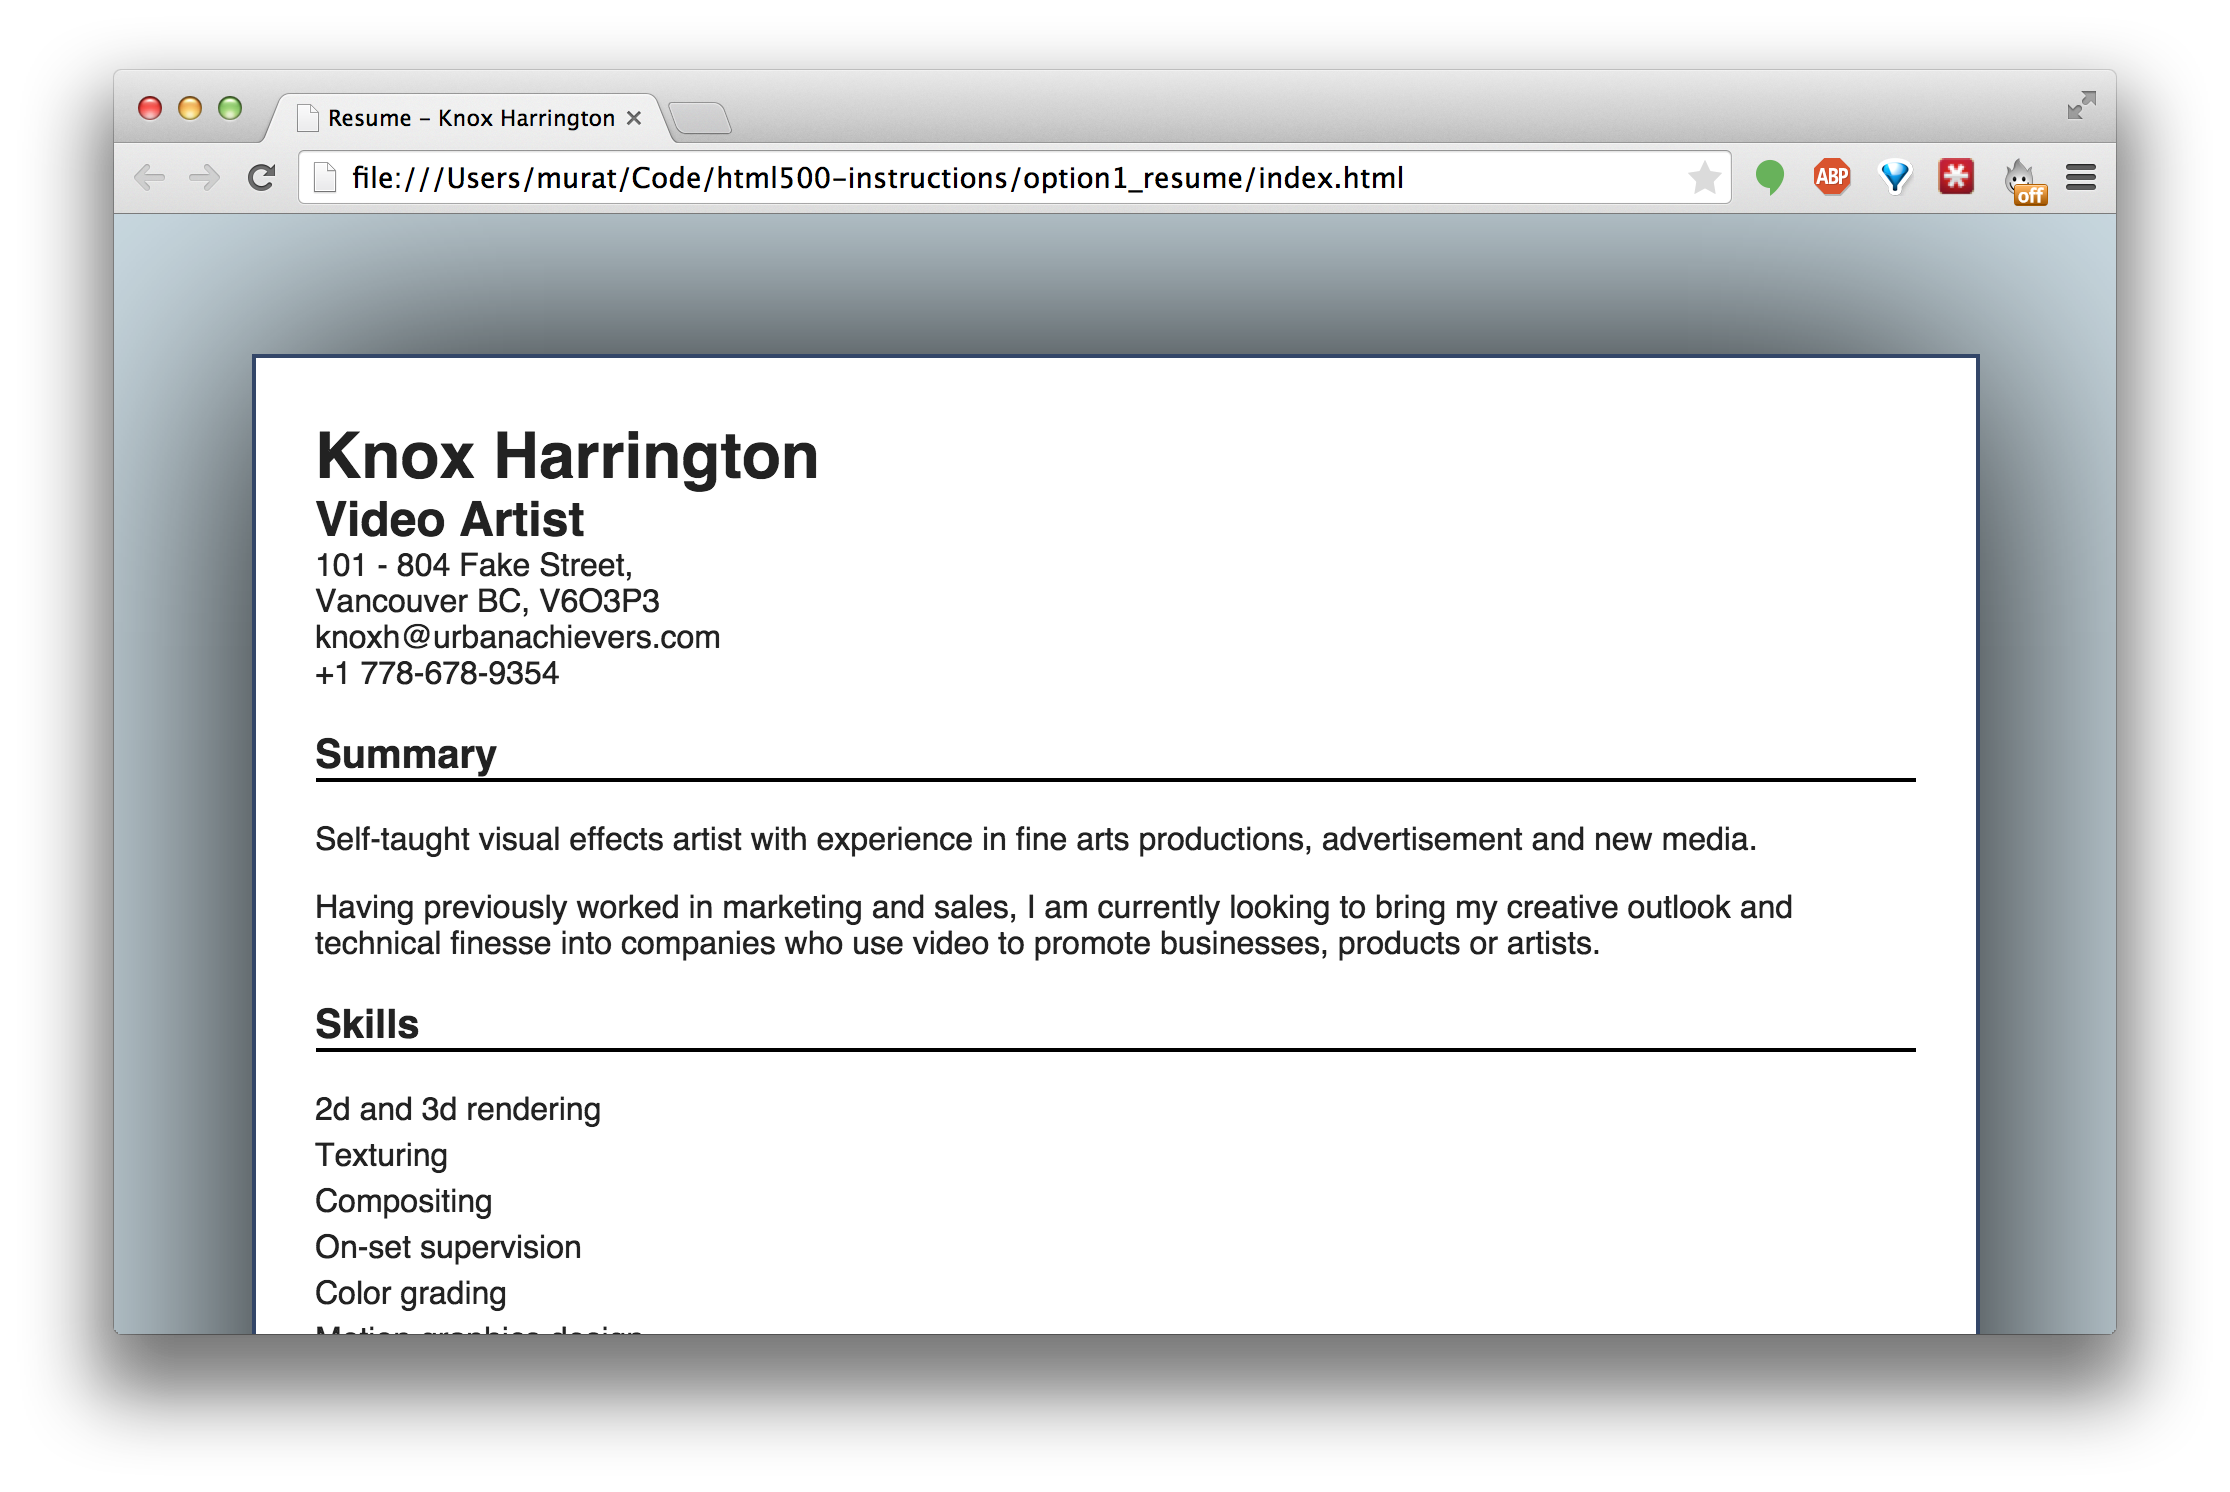 Resume – Knox Harrington
file:///Users/murat/Code/html500-instructions/option1_resume/index.html
ABP
off
Knox Harrington
Video Artist
101 - 804 Fake Street,
Vancouver BC, V6O3P3
knoxh@urbanachievers.com
+1 778-678-9354
Summary
Self-taught visual effects artist with experience in fine arts productions, advertisement and new media.
Having previously worked in marketing and sales, I am currently looking to bring my creative outlook and
technical finesse into companies who use video to promote businesses, products or artists.
Skills
2d and 3d rendering
Texturing
Compositing
On-set supervision
Color grading
Motion graphics design